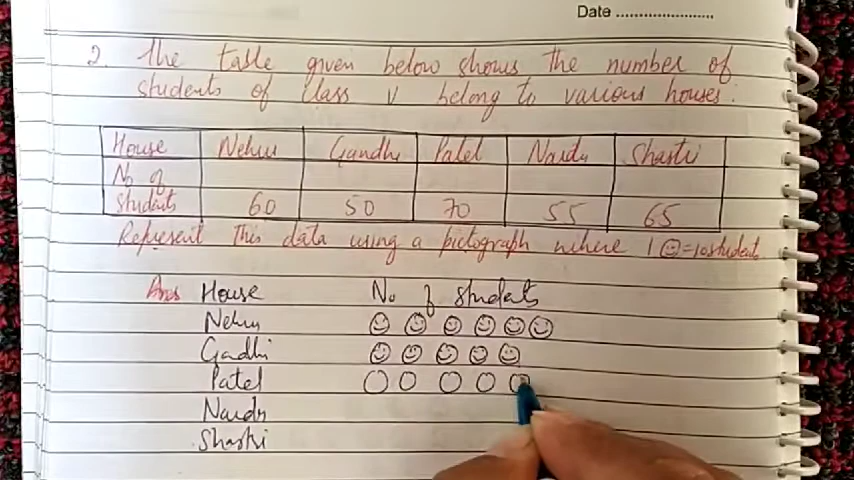 Date ........................
2. The table given below shows the number of
students of class V belong to various houses.
House Nehru Gandhi Patel Naidu Shastri
No of
students 60 50 70 55 65
Represent this data using a pictograph where 1 ☺=10 student
Ans House No of students
Nehru
Gadhi
Patel
Naidu
Shastri